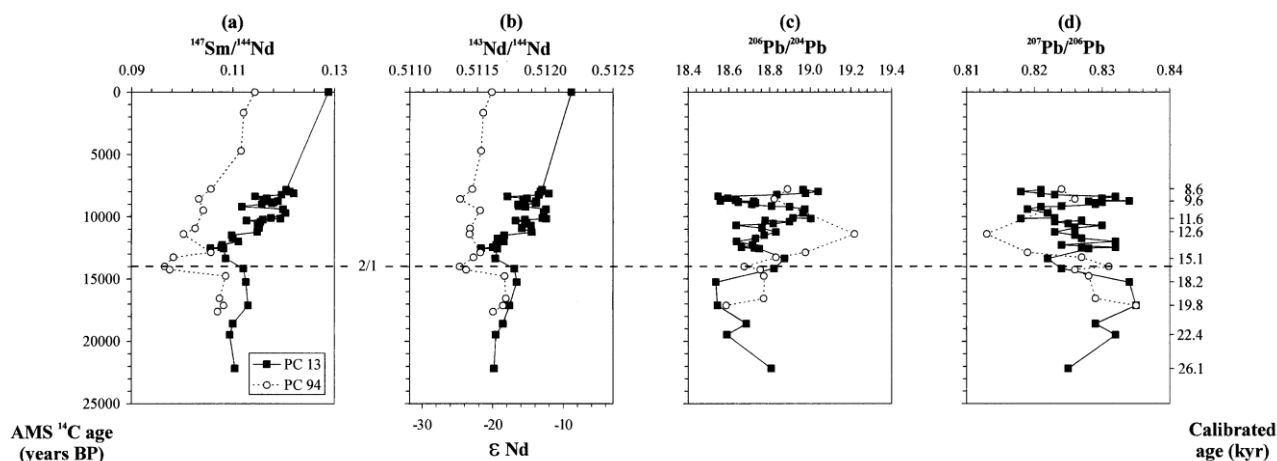 (a) (b) (c) (d)
¹⁴⁷Sm/¹⁴⁴Nd ¹⁴³Nd/¹⁴⁴Nd ²⁰⁶Pb/²⁰⁴Pb ²⁰⁷Pb/²⁰⁶Pb
0.09 0.11 0.13 0.5110 0.5115 0.5120 0.5125 18.4 18.6 18.8 19.0 19.2 19.4 0.81 0.82 0.83 0.84
0
5000
8.6
9.6
10000
11.6
12.6
15.1
2/1
15000
18.2
19.8
20000
22.4
PC 13
PC 94
26.1
25000
-30 -20 -10
AMS ¹⁴C age
(years BP)
ε Nd
Calibrated
age (kyr)